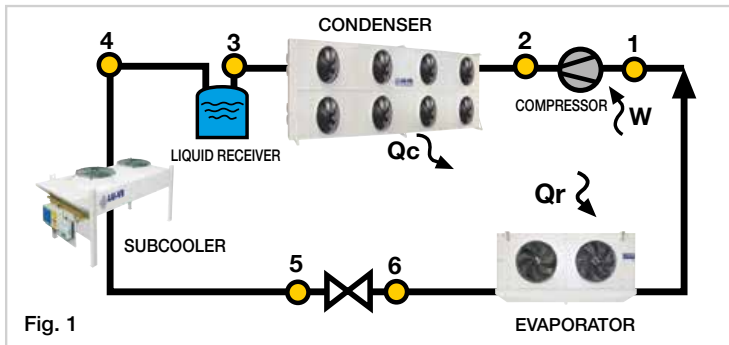 CONDENSER
4
3
2
1
COMPRESSOR
W
LIQUID RECEIVER
Qc
Qr
SUBCOOLER
5
6
Fig. 1
EVAPORATOR